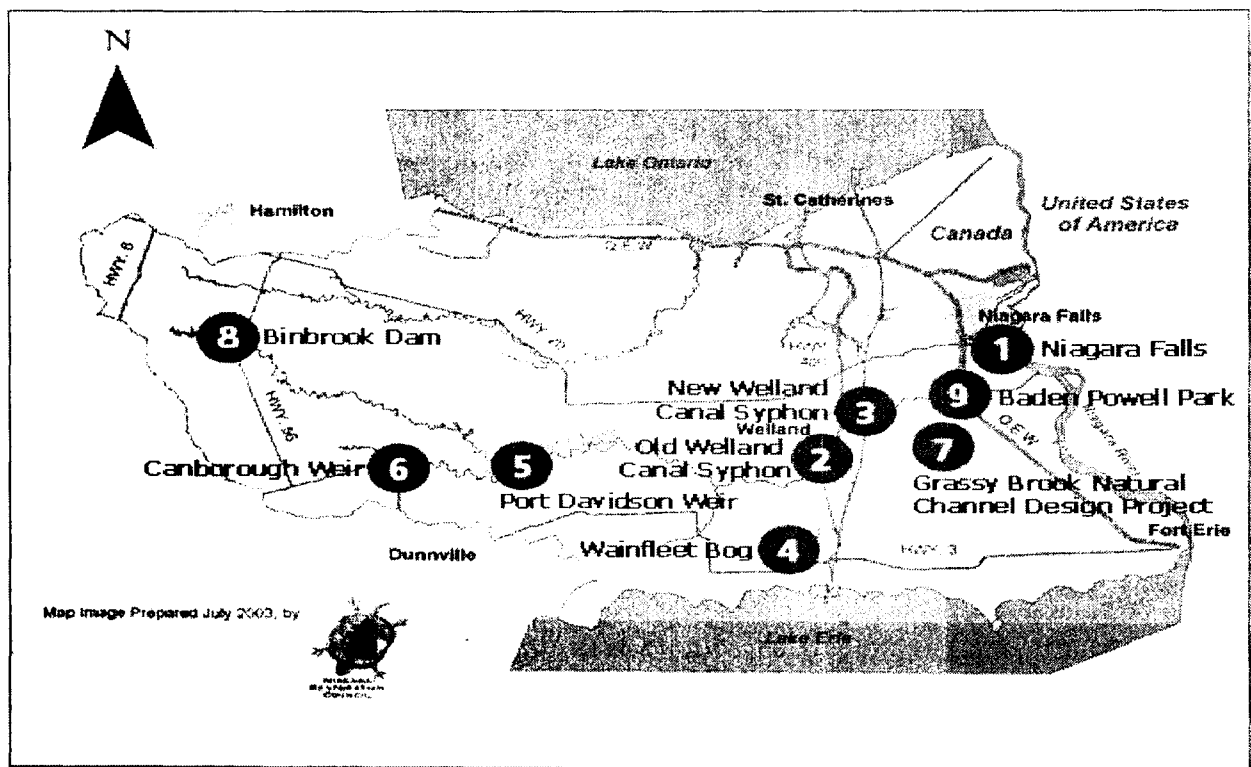 N
Lake Ontario
Hamilton
St. Catherines
United States
of America
Canada
HWY. 6
Q.E.W
Niagara Falls
8 Binbrook Dam
HWY 20
1 Niagara Falls
New Welland
Canal Syphon 3
9 Baden Powell Park
HWY. 56
Welland
Old Welland
Canal Syphon 2
Q.E.W
Niagara River
Canborough Weir 6
5
Port Davidson Weir
7
Grassy Brook Natural
Channel Design Project
Fort Erie
Dunnville
Wainfleet Bog 4
HWY. 3
Map Image Prepared July 2003, by
Lake Erie